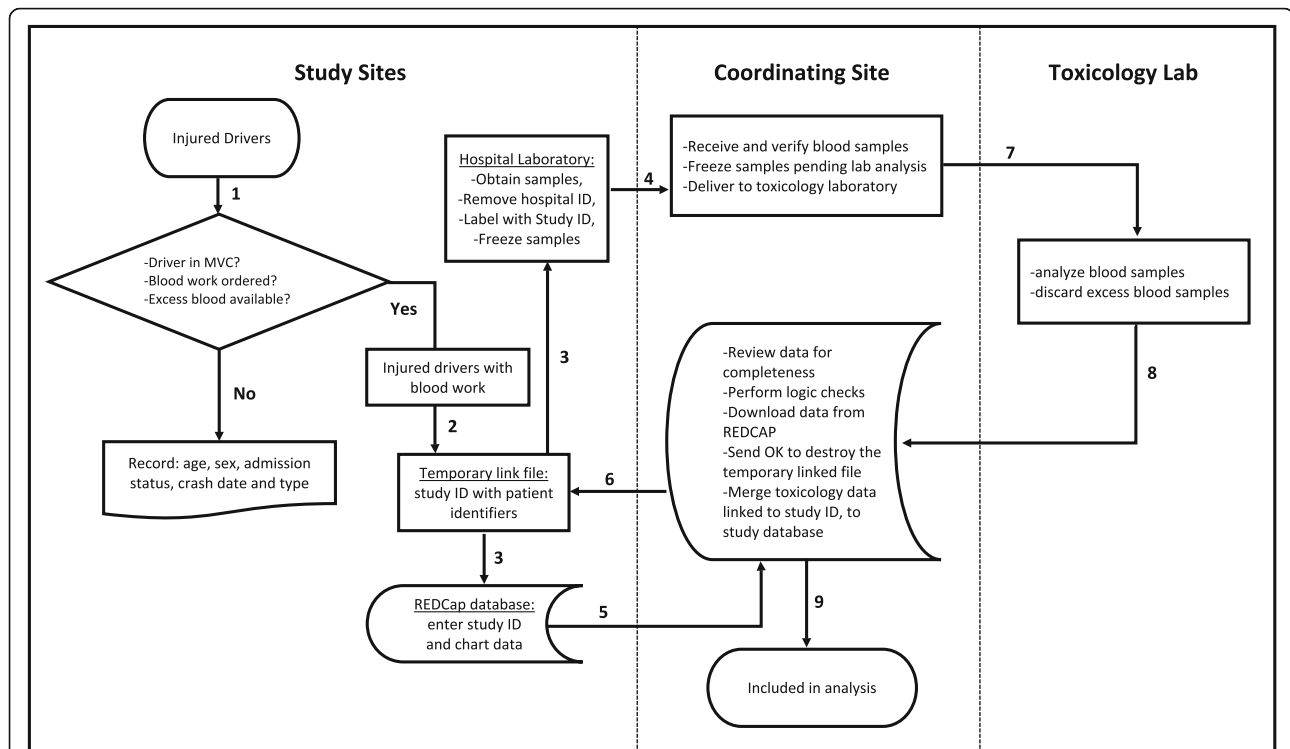 Study Sites
Coordinating Site
Toxicology Lab
Injured Drivers
1
-Driver in MVC?
-Blood work ordered?
-Excess blood available?
Yes
No
Record: age, sex, admission
status, crash date and type
Injured drivers with
blood work
2
Temporary link file:
study ID with patient
identifiers
3
Hospital Laboratory:
-Obtain samples,
-Remove hospital ID,
-Label with Study ID,
-Freeze samples
3
REDCap database:
enter study ID
and chart data
4
-Receive and verify blood samples
-Freeze samples pending lab analysis
-Deliver to toxicology laboratory
5
6
-Review data for
completeness
-Perform logic checks
-Download data from
REDCAP
-Send OK to destroy the
temporary linked file
-Merge toxicology data
linked to study ID, to
study database
7
-analyze blood samples
-discard excess blood samples
8
9
Included in analysis